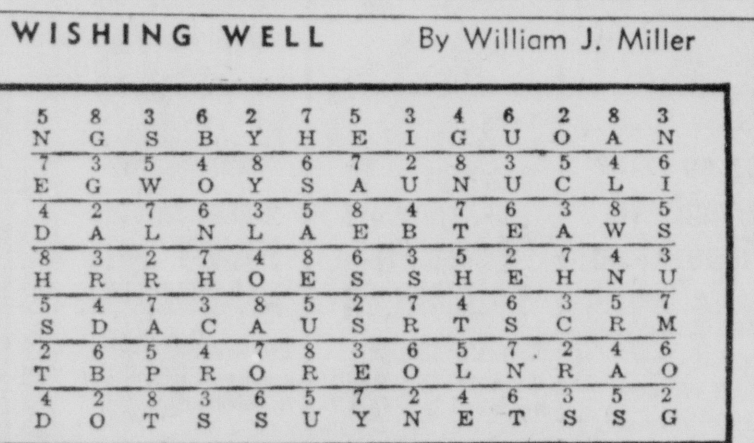 WISHING WELL By William J. Miller
5 8 3 6 2 7 5 3 4 6 2 8 3
N G S B Y H E I G U O A N
7 3 5 4 8 6 7 2 8 3 5 4 6
E G W O Y S A U N U C L I
4 2 7 6 3 5 8 4 7 6 3 8 5
D A L N L A E B T E A W S
8 3 2 7 4 8 6 3 5 2 7 4 3
H R R H O E S S H E H N U
5 4 7 3 8 5 2 7 4 6 3 5 7
S D A C A U S R T S C R M
2 6 5 4 7 8 3 6 5 7 2 4 6
T B P R O R E O L N R A O
4 2 8 3 6 5 7 2 4 6 3 5 2
D O T S S U Y N E T S S G